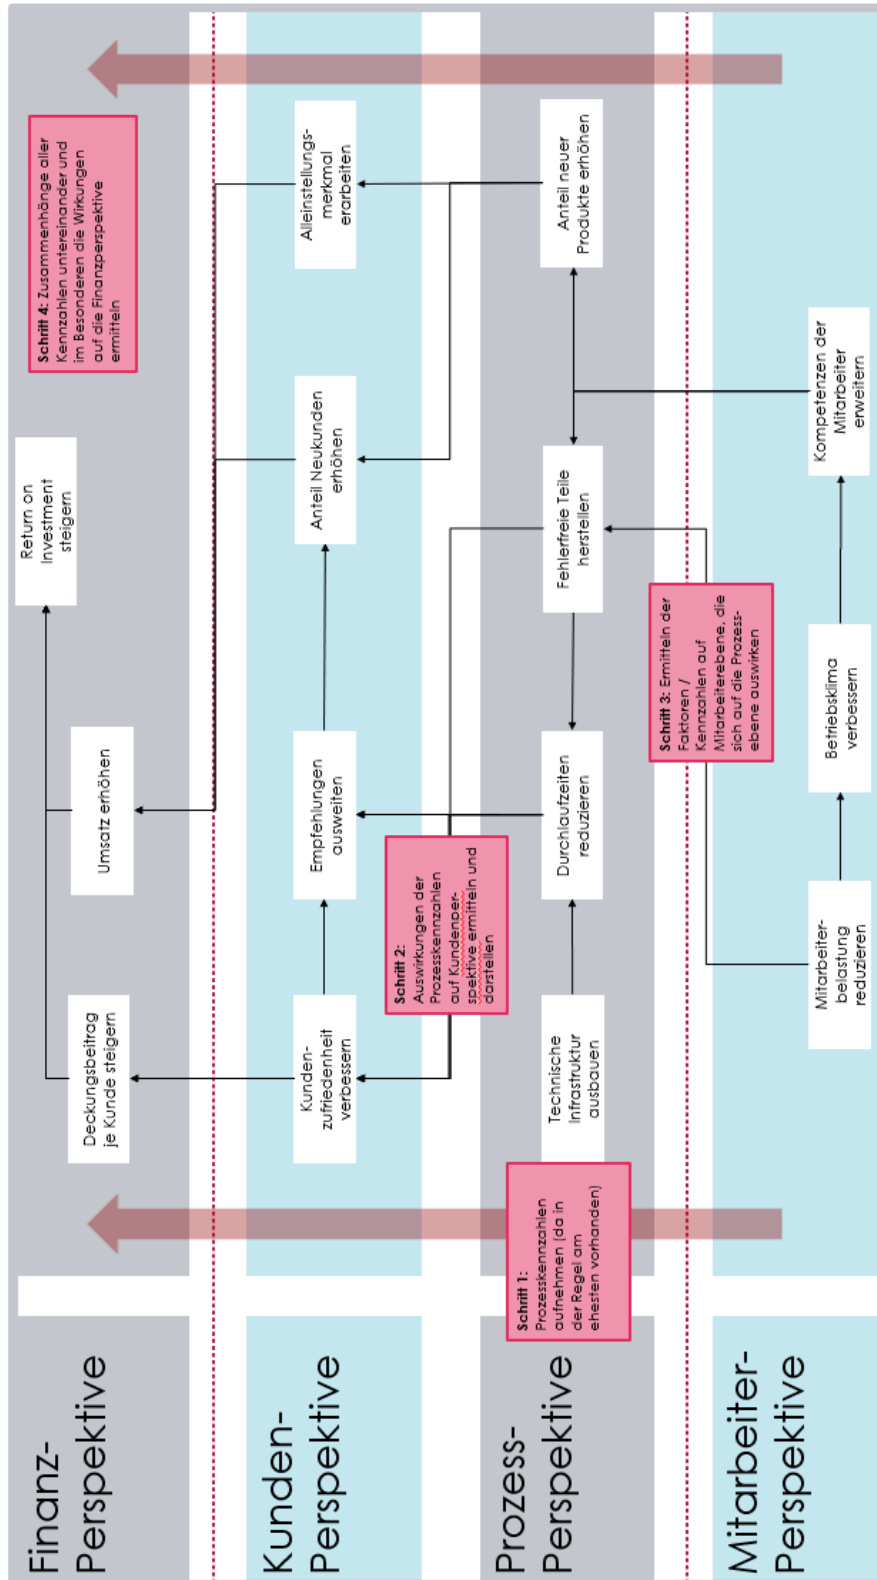 Finanz-
Perspektive
Deckungsbeitrag
je Kunde steigern
Umsatz erhöhen
Return on
Investment
steigern
Schritt 4: Zusammenhänge aller
Kennzahlen untereinander und
im Besonderen die Wirkungen
auf die Finanzperspektive
ermitteln
Kunden-
Perspektive
Kunden-
zufriedenheit
verbessern
Empfehlungen
ausweiten
Anteil Neukunden
erhöhen
Alleinstellungs-
merkmal
erarbeiten
Schritt 2:
Auswirkungen der
Prozesskennzahlen
auf Kundenper-
spektive ermitteln und
darstellen
Prozess-
Perspektive
Schritt 1:
Prozesskennzahlen
aufnehmen (da in
der Regel am
ehesten vorhanden)
Technische
Infrastruktur
ausbauen
Durchlaufzeiten
reduzieren
Fehlerfreie Teile
herstellen
Anteil neuer
Produkte erhöhen
Schritt 3: Ermitteln der
Faktoren /
Kennzahlen auf
Mitarbeiterebene, die
sich auf die Prozess-
ebene auswirken
Mitarbeiter-
Perspektive
Mitarbeiter-
belastung
reduzieren
Betriebsklima
verbessern
Kompetenzen der
Mitarbeiter
erweitern